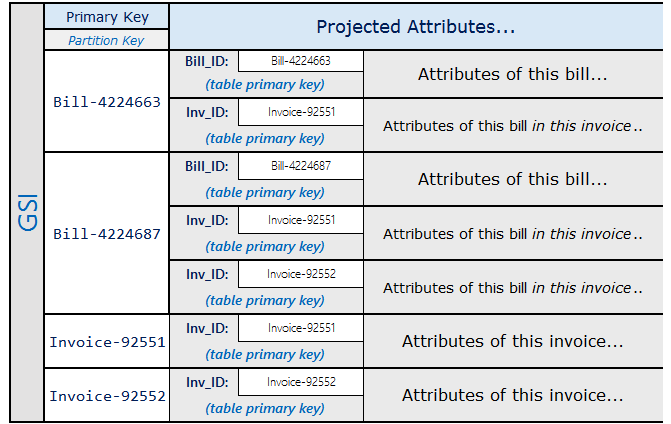 Primary Key
Projected Attributes...
Partition Key
GSI
Bill-4224663
Bill_ID: Bill-4224663
(table primary key)
Attributes of this bill...
Inv_ID: Invoice-92551
(table primary key)
Attributes of this bill in this invoice..
Bill-4224687
Bill_ID: Bill-4224687
(table primary key)
Attributes of this bill...
Inv_ID: Invoice-92551
(table primary key)
Attributes of this bill in this invoice..
Inv_ID: Invoice-92552
(table primary key)
Attributes of this bill in this invoice..
Invoice-92551
Inv_ID: Invoice-92551
(table primary key)
Attributes of this invoice...
Invoice-92552
Inv_ID: Invoice-92552
(table primary key)
Attributes of this invoice...